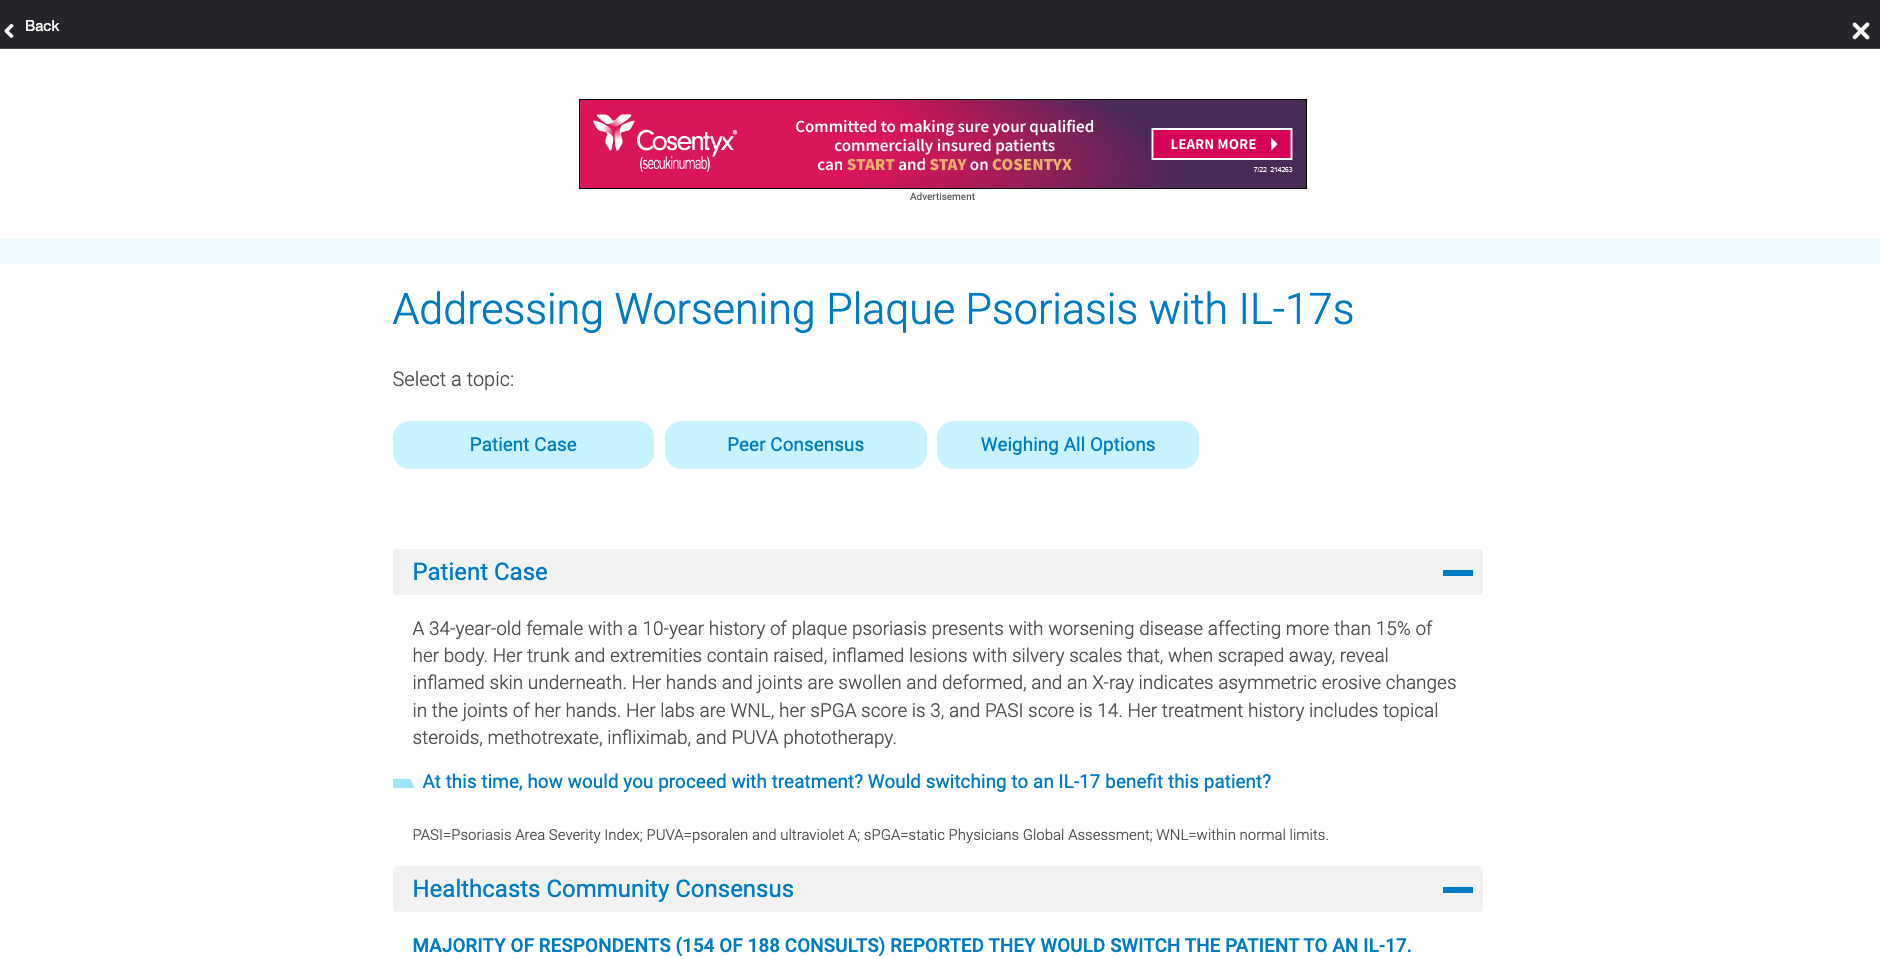 Back
Cosentyx®
(secukinumab)
Committed to making sure your qualified
commercially insured patients
can START and STAY on COSENTYX
LEARN MORE
7/22 214263
Advertisement
Addressing Worsening Plaque Psoriasis with IL-17s
Select a topic:
Patient Case
Peer Consensus
Weighing All Options
Patient Case
A 34-year-old female with a 10-year history of plaque psoriasis presents with worsening disease affecting more than 15% of
her body. Her trunk and extremities contain raised, inflamed lesions with silvery scales that, when scraped away, reveal
inflamed skin underneath. Her hands and joints are swollen and deformed, and an X-ray indicates asymmetric erosive changes
in the joints of her hands. Her labs are WNL, her sPGA score is 3, and PASI score is 14. Her treatment history includes topical
steroids, methotrexate, infliximab, and PUVA phototherapy.
At this time, how would you proceed with treatment? Would switching to an IL-17 benefit this patient?
PASI=Psoriasis Area Severity Index; PUVA=psoralen and ultraviolet A; sPGA=static Physicians Global Assessment; WNL=within normal limits.
Healthcasts Community Consensus
MAJORITY OF RESPONDENTS (154 OF 188 CONSULTS) REPORTED THEY WOULD SWITCH THE PATIENT TO AN IL-17.